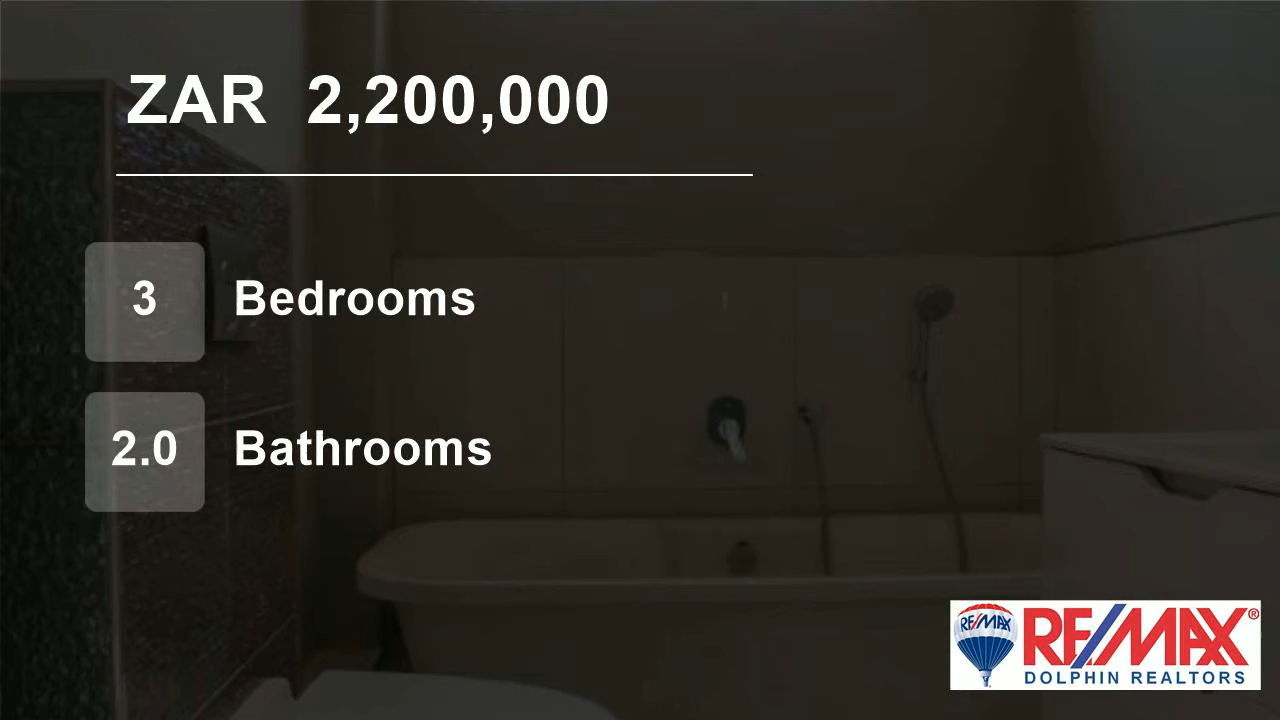 ZAR 2,200,000
3 Bedrooms
2.0 Bathrooms
RE/MAX
RE/MAX®
DOLPHIN REALTORS